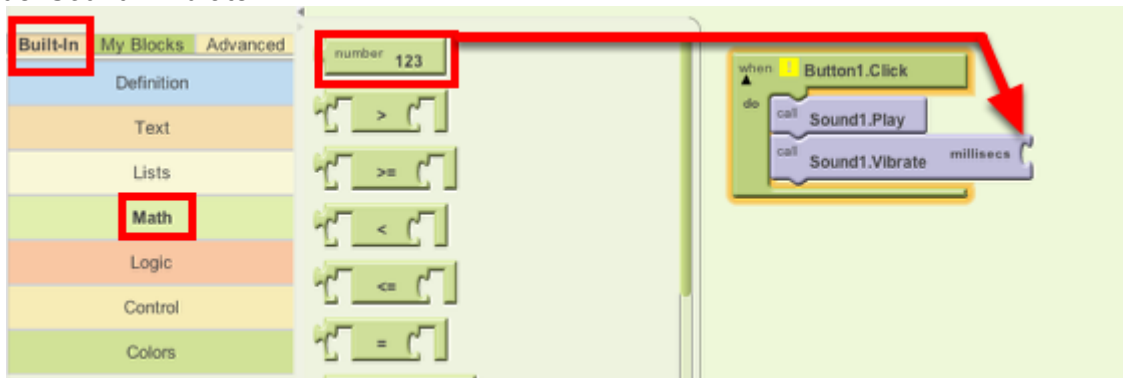 Built-In My Blocks Advanced
Definition
Text
Lists
Math
Logic
Control
Colors
number 123
>
>=
<
<=
=
when ! Button1.Click
do
call Sound1.Play
call Sound1.Vibrate millisecs